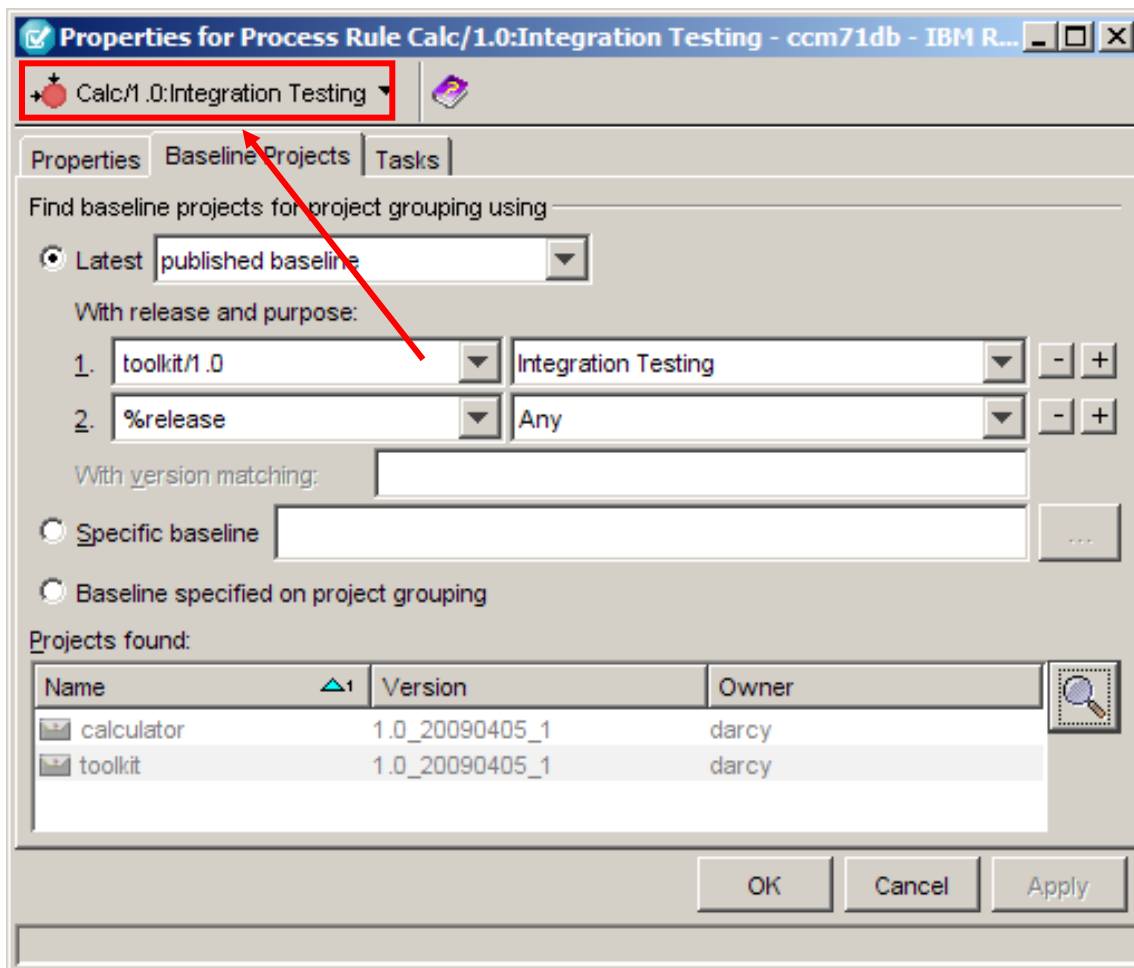 Properties for Process Rule Calc/1.0:Integration Testing - ccm71db - IBM R...
Calc/1.0:Integration Testing
Properties Baseline Projects Tasks
Find baseline projects for project grouping using
Latest published baseline
With release and purpose:
1. toolkit/1.0 Integration Testing - +
2. %release Any - +
With version matching:
Specific baseline ...
Baseline specified on project grouping
Projects found:
Name 1 Version Owner
calculator 1.0_20090405_1 darcy
toolkit 1.0_20090405_1 darcy
OK Cancel Apply